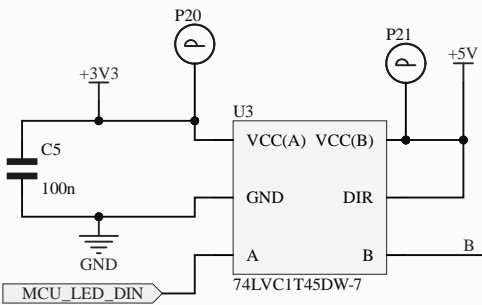 P20
P
P21
P
+3V3
+5V
U3
C5
100n
VCC(A) VCC(B)
GND DIR
A B
B
GND
MCU_LED_DIN
74LVC1T45DW-7